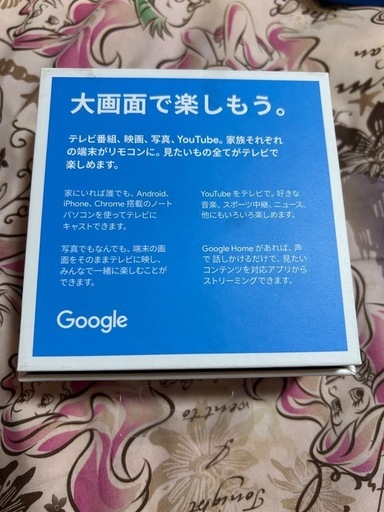 大画面で楽しもう。
テレビ番組、映画、写真、YouTube。家族それぞれ
の端末がリモコンに。見たいもの全てがテレビで
楽しめます。
家にいれば誰でも、Android、
iPhone、Chrome 搭載のノート
パソコンを使ってテレビに
キャストできます。
写真でもなんでも、端末の画
面をそのままテレビに映し、
みんなで一緒に楽しむことが
できます。
YouTube をテレビで。好きな
音楽、スポーツ中継、ニュース、
他にもいろいろ楽しめます。
Google Home があれば、声
で 話しかけるだけで、見たい
コンテンツを対応アプリから
ストリーミングできます。
Google
went to
Tonight